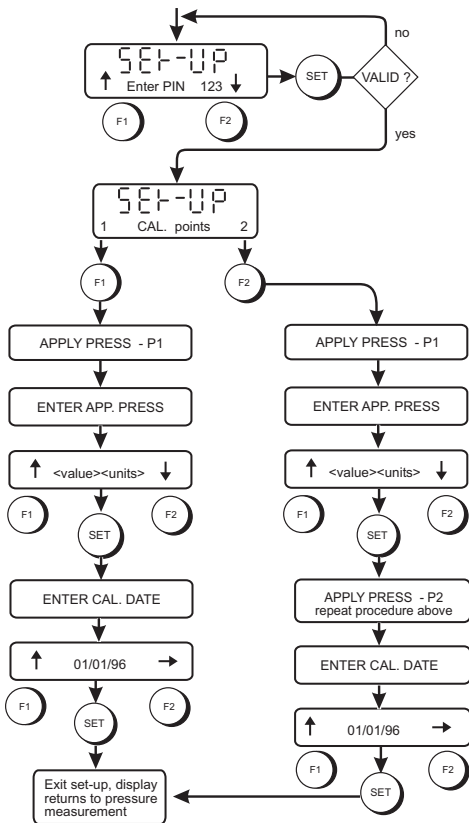 no
SEt-UP
Enter PIN 123
SET
VALID ?
F1
F2
yes
SEt-UP
1 CAL. points 2
F1
F2
APPLY PRESS - P1
ENTER APP. PRESS
<value><units>
F1
F2
SET
ENTER CAL. DATE
01/01/96
F1
F2
SET
APPLY PRESS - P1
ENTER APP. PRESS
<value><units>
F1
F2
SET
APPLY PRESS - P2
repeat procedure above
ENTER CAL. DATE
01/01/96
F1
F2
SET
Exit set-up, display
returns to pressure
measurement